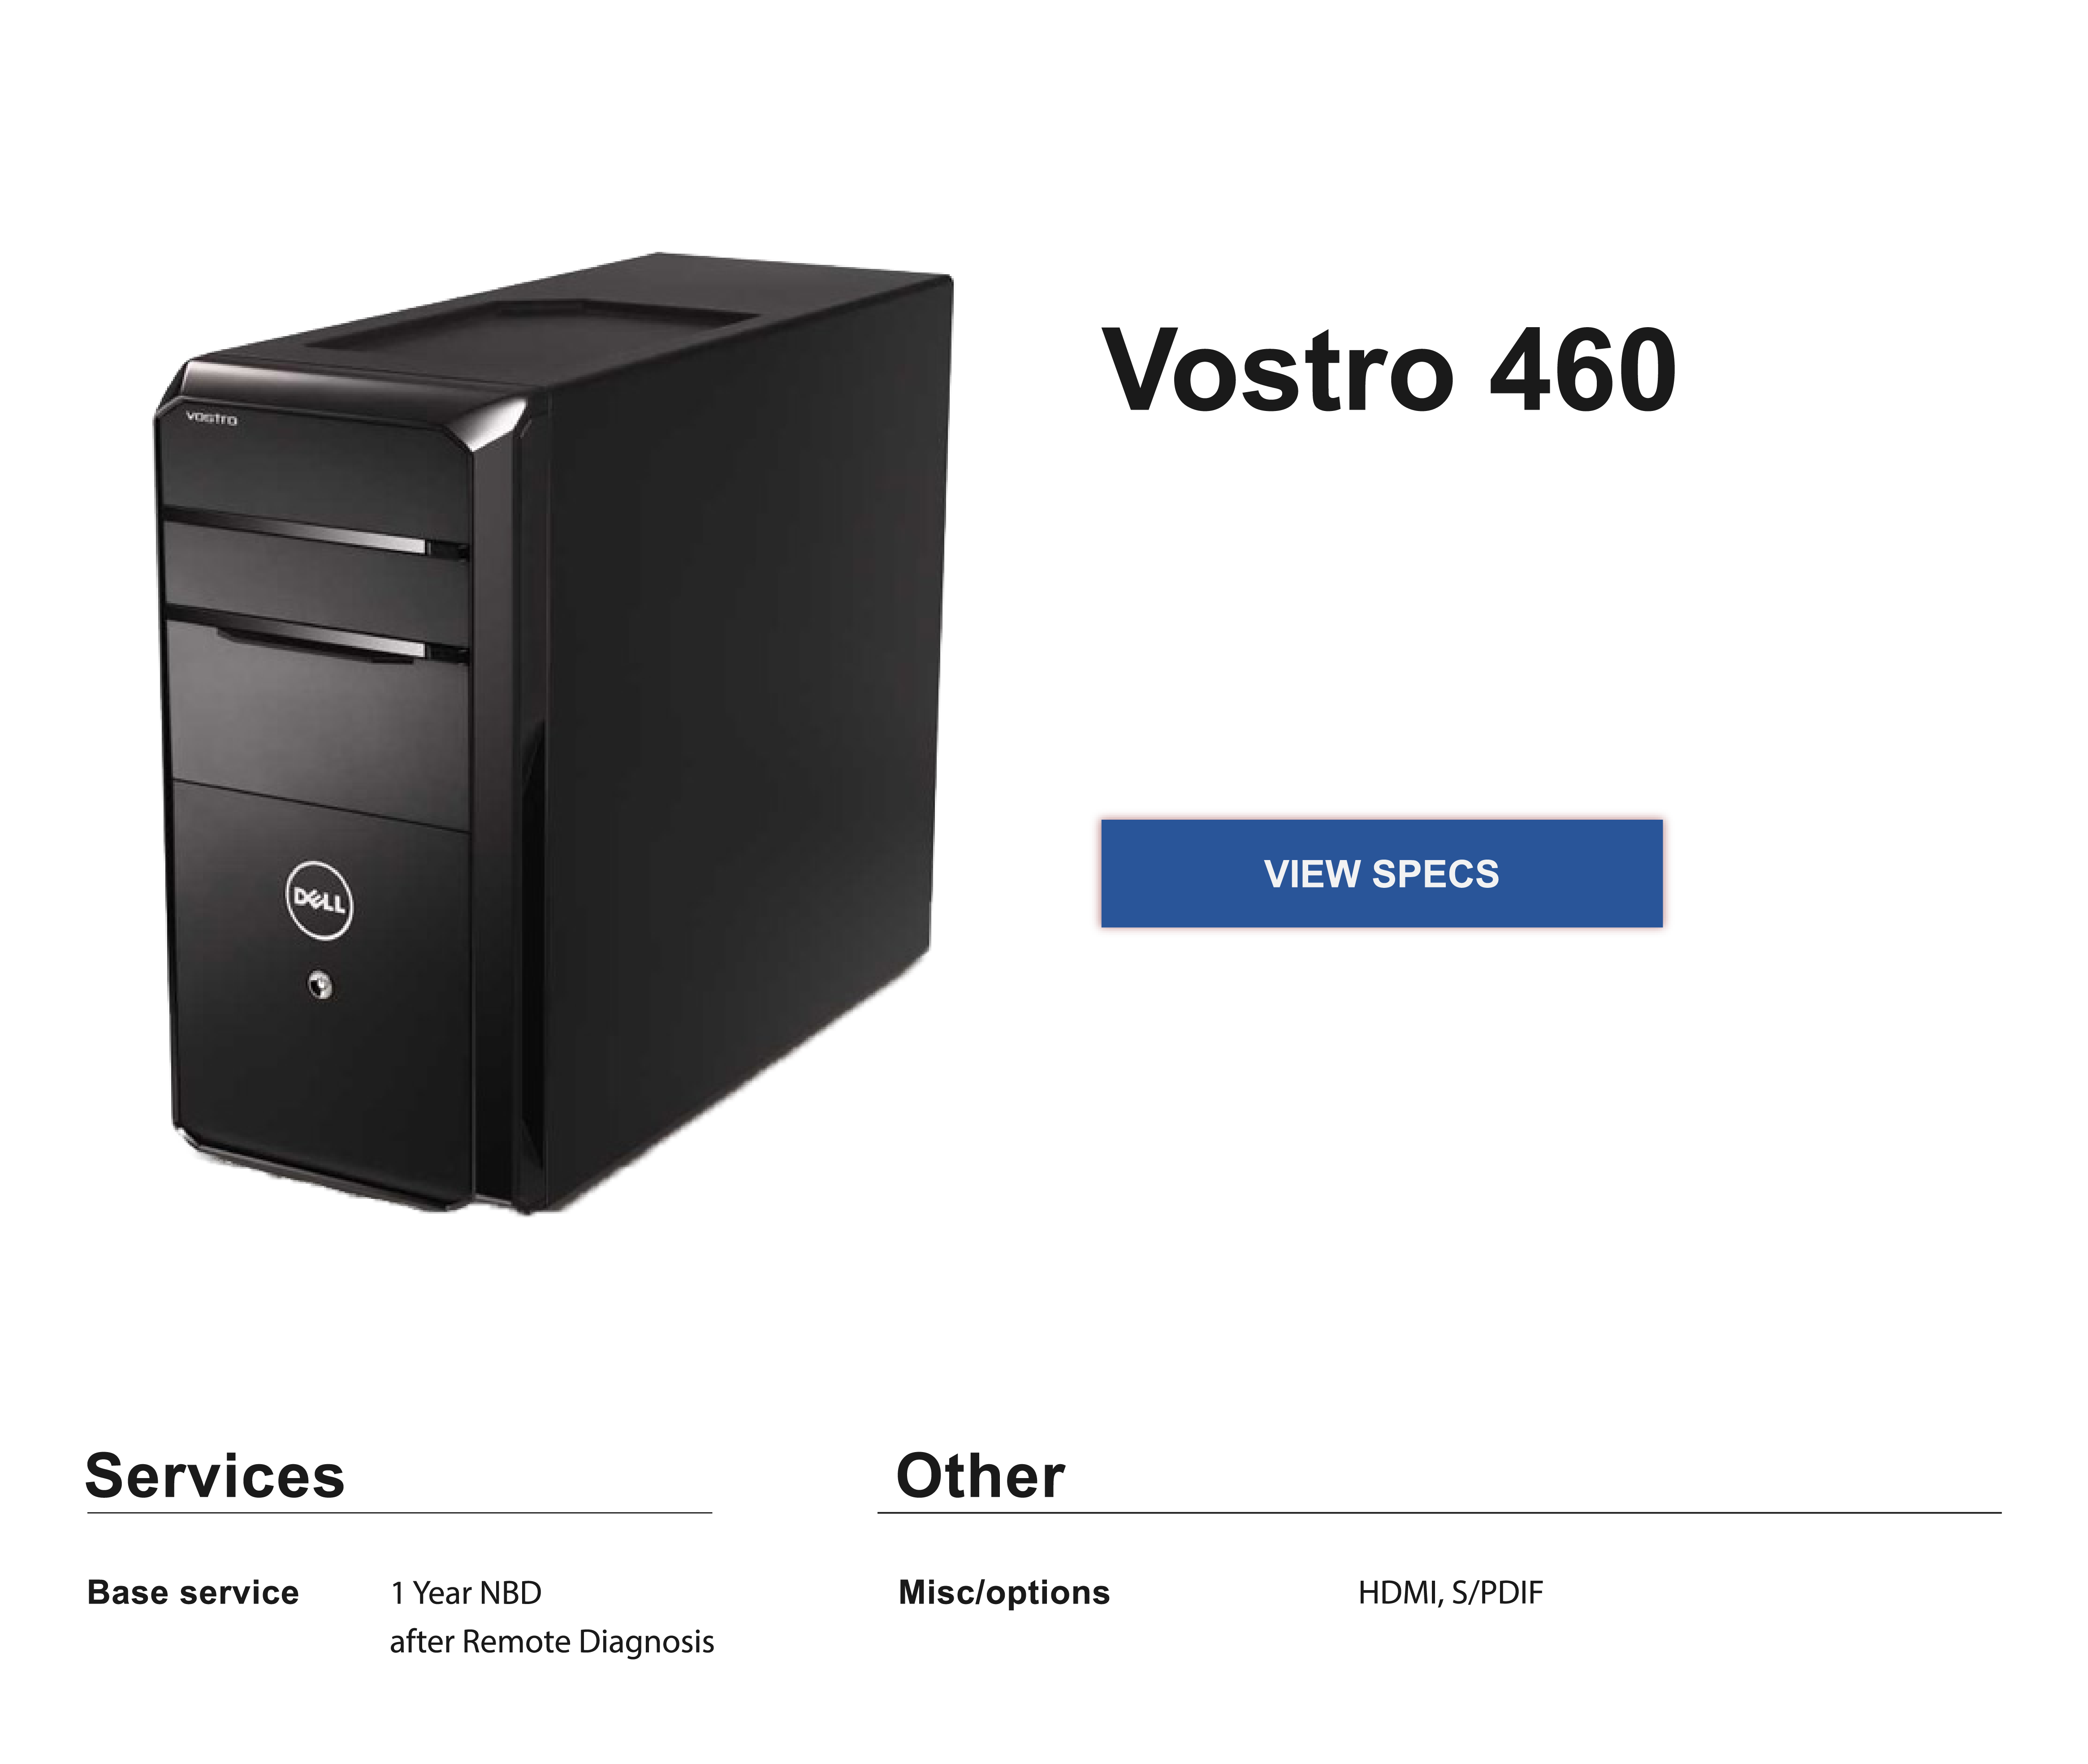 Vostro 460
vostro
VIEW SPECS
DELL
Services
Other
Base service
1 Year NBD
after Remote Diagnosis
Misc/options
HDMI, S/PDIF